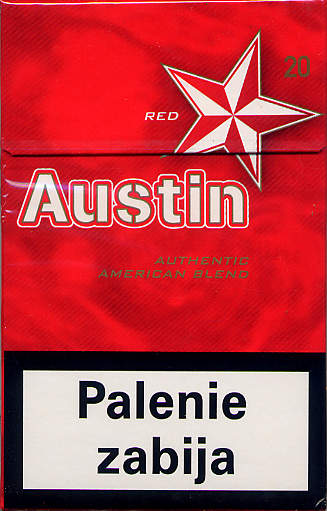 20
RED
Austin
AUTHENTIC
AMERICAN BLEND
Palenie
zabija